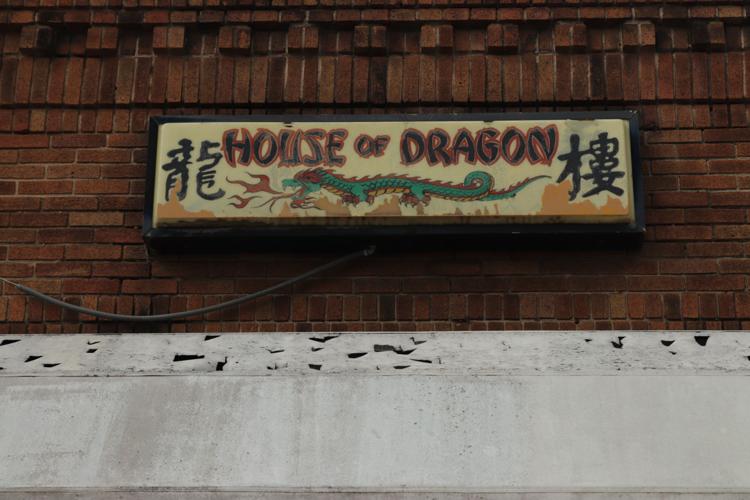 龍 HOUSE OF DRAGON 樓